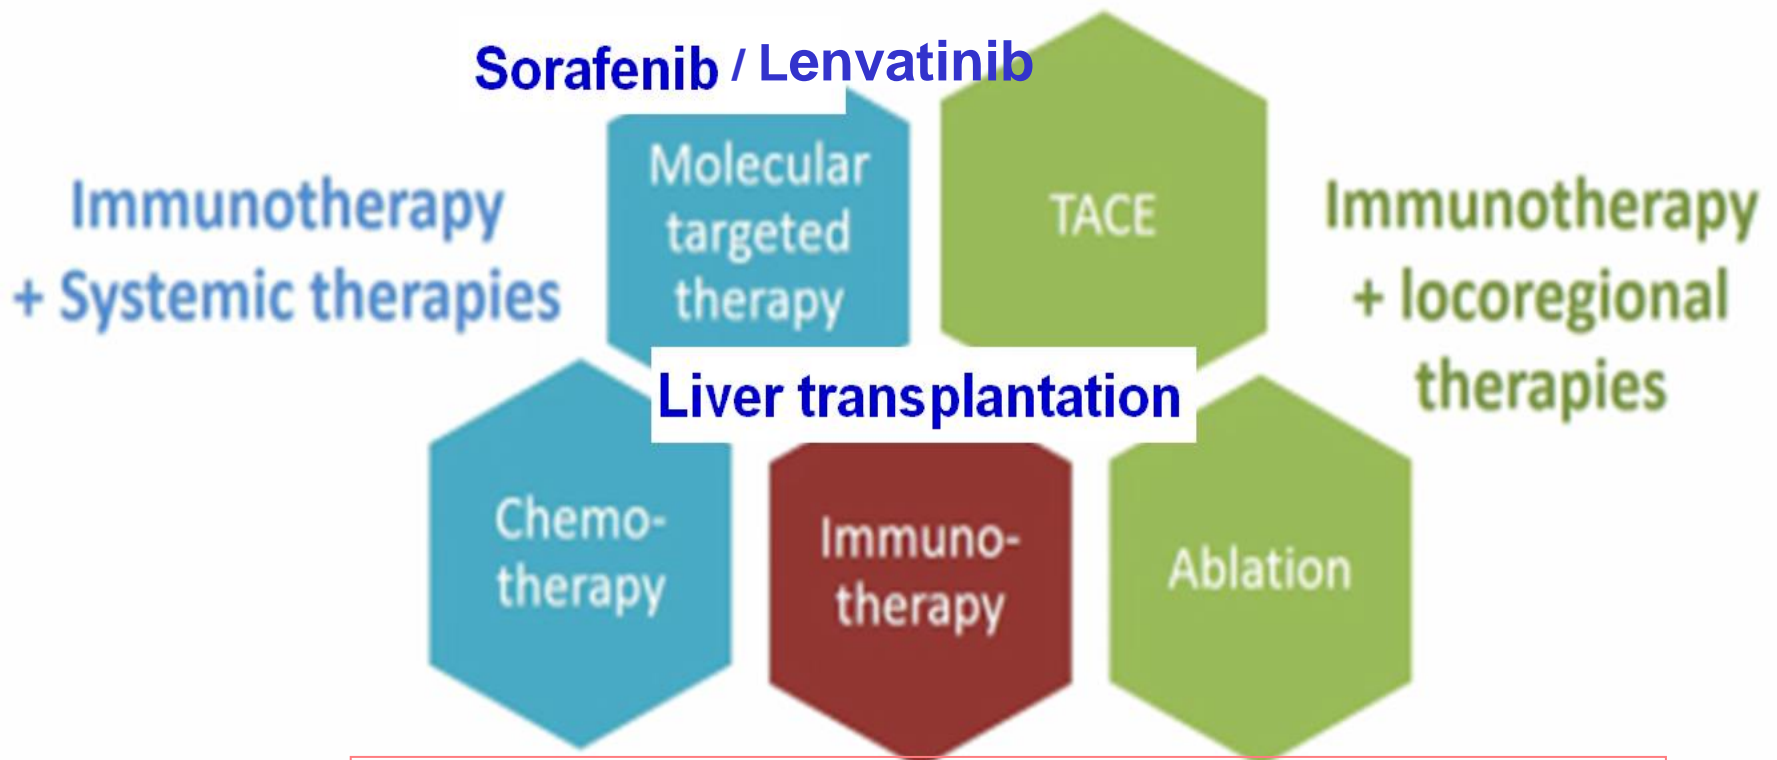 Sorafenib / Lenvatinib
Immunotherapy
+ Systemic therapies
Molecular
targeted
therapy
TACE
Immunotherapy
+ locoregional
therapies
Liver transplantation
Chemo-
therapy
Immuno-
therapy
Ablation